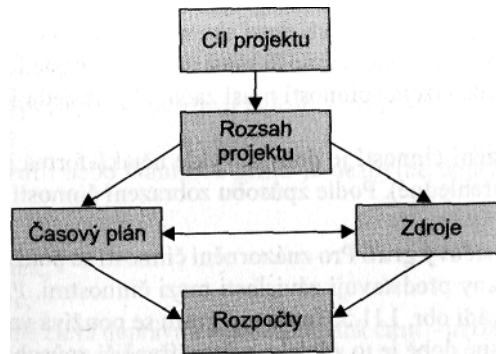 Cíl projektu
Rozsah
projektu
Časový plán
Zdroje
Rozpočty